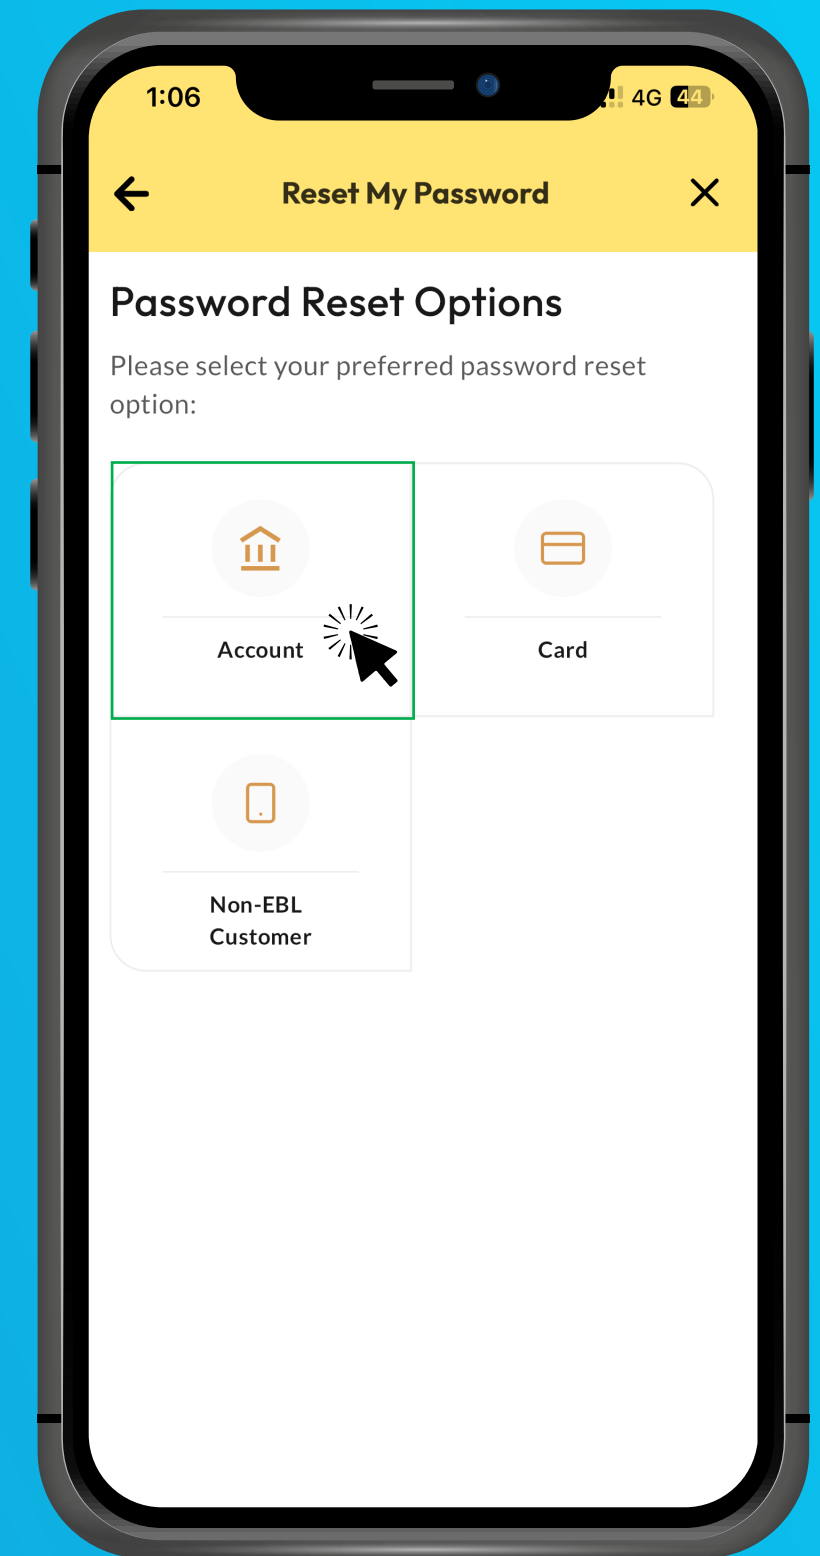 1:06
4G 44
Reset My Password
Password Reset Options
Please select your preferred password reset
option:
Account
Card
Non-EBL
Customer